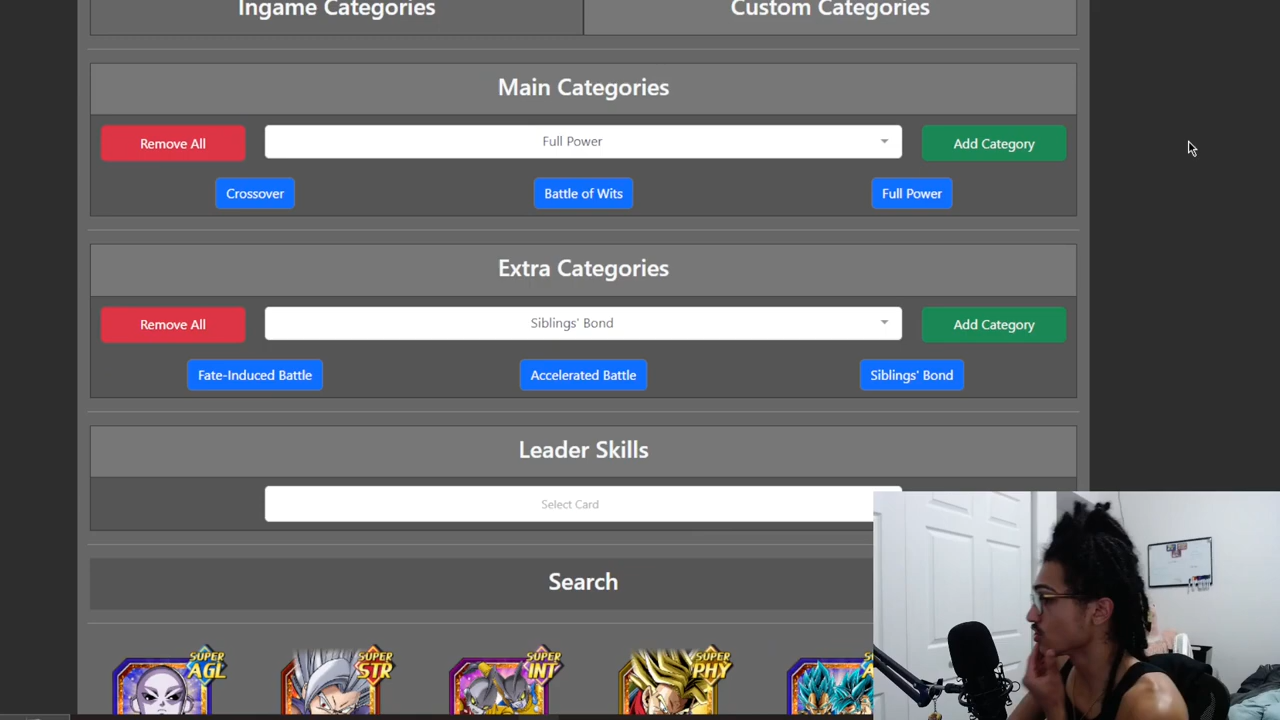 Ingame Categories
Custom Categories
Main Categories
Remove All
Full Power
Add Category
Crossover
Battle of Wits
Full Power
Extra Categories
Remove All
Siblings' Bond
Add Category
Fate-Induced Battle
Accelerated Battle
Siblings' Bond
Leader Skills
Select Card
Search
SUPER
AGL
SUPER
STR
SUPER
INT
SUPER
PHY
SUPER